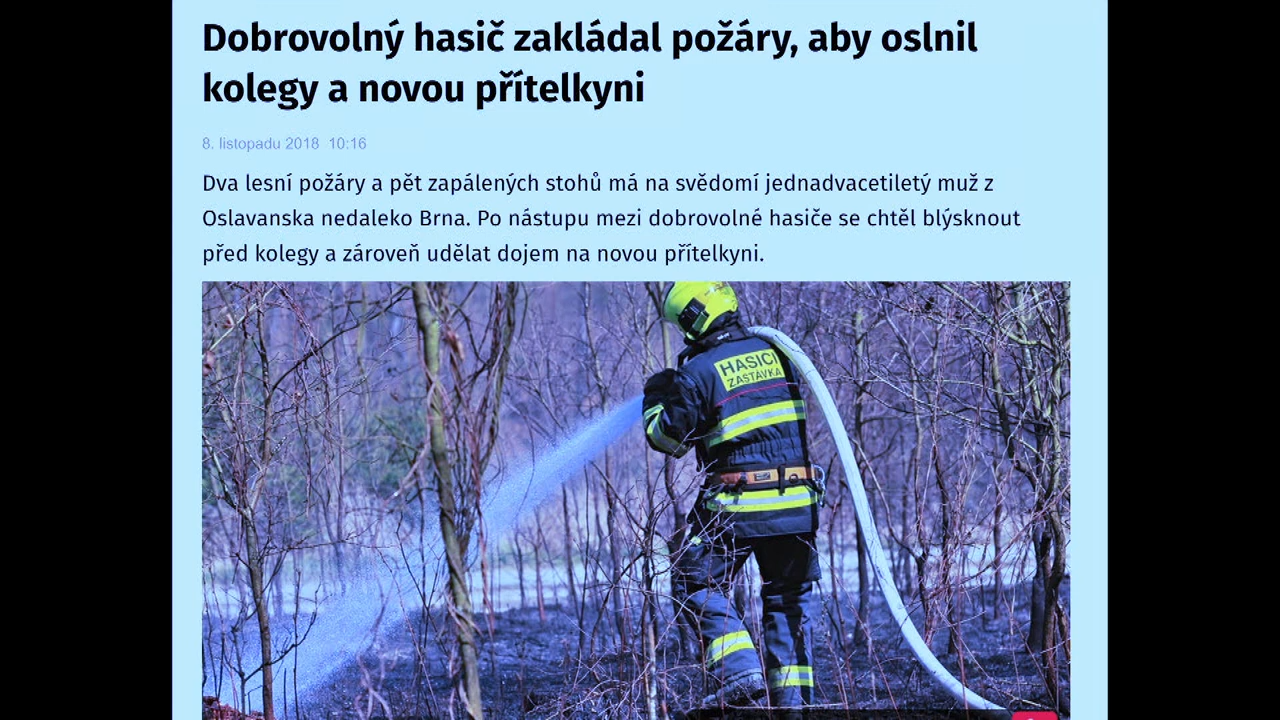 Dobrovolný hasič zakládal požáry, aby oslnil
kolegy a novou přítelkyni
8. listopadu 2018 10:16
Dva lesní požáry a pět zapálených stohů má na svědomí jednadvacetiletý muž z
Oslavanska nedaleko Brna. Po nástupu mezi dobrovolné hasiče se chtěl blýsknout
před kolegy a zároveň udělat dojem na novou přítelkyni.
HASIČI
ZASTÁVKA